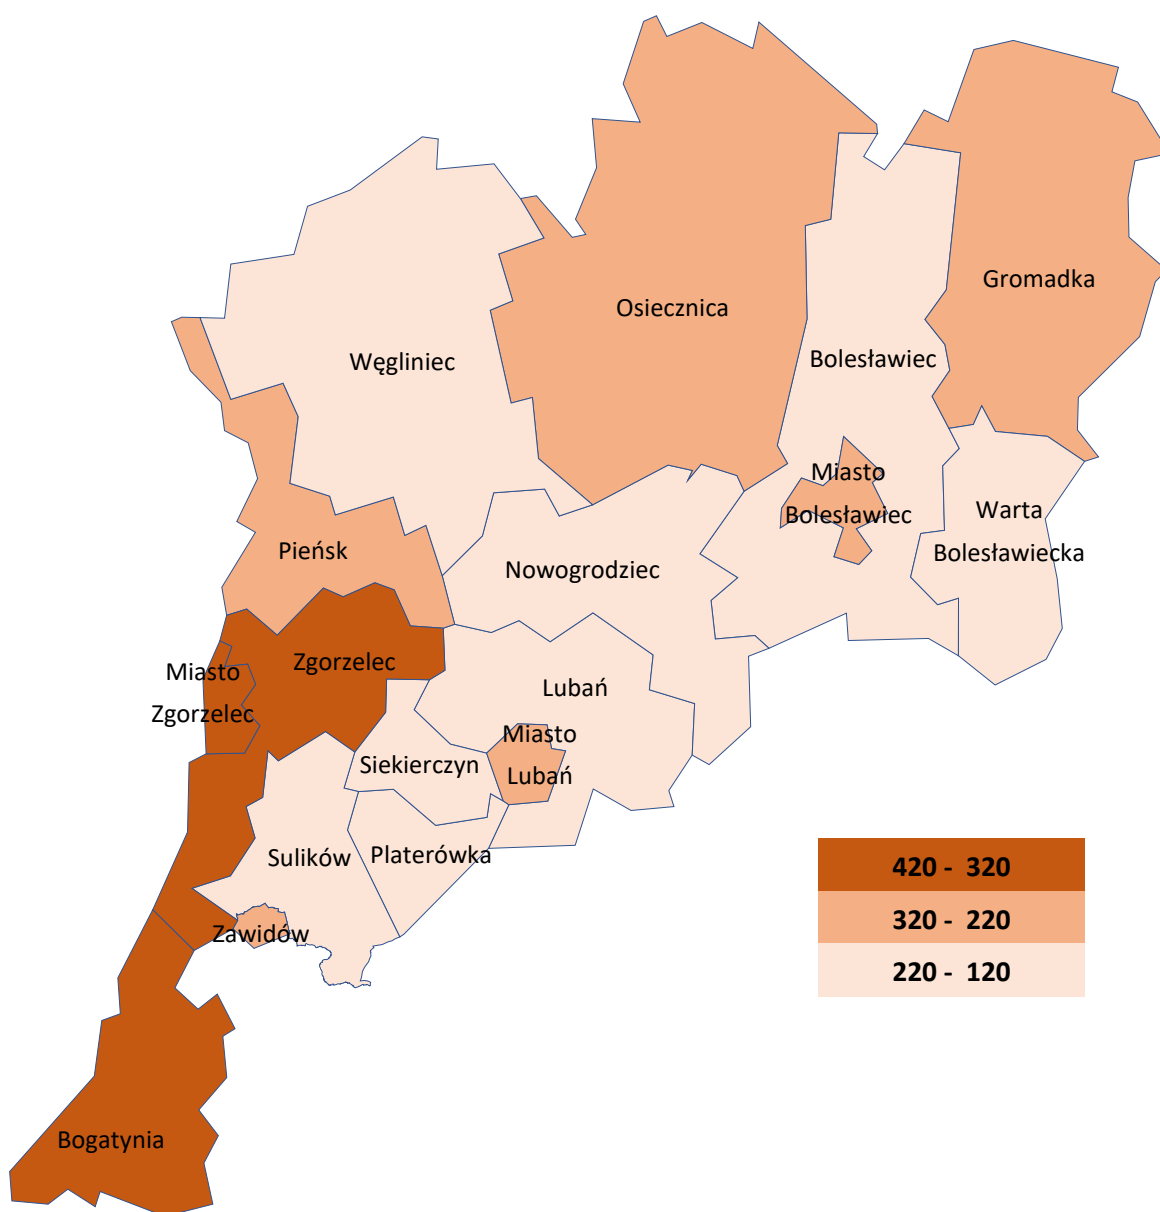 Gromadka
Osiecznica
Bolesławiec
Węgliniec
Miasto
Bolesławiec
Warta
Bolesławiecka
Pieńsk
Nowogrodziec
Zgorzelec
Miasto
Zgorzelec
Lubań
Miasto
Lubań
Siekierczyn
Sulików
Platerówka
Zawidów
Bogatynia
420 - 320
320 - 220
220 - 120